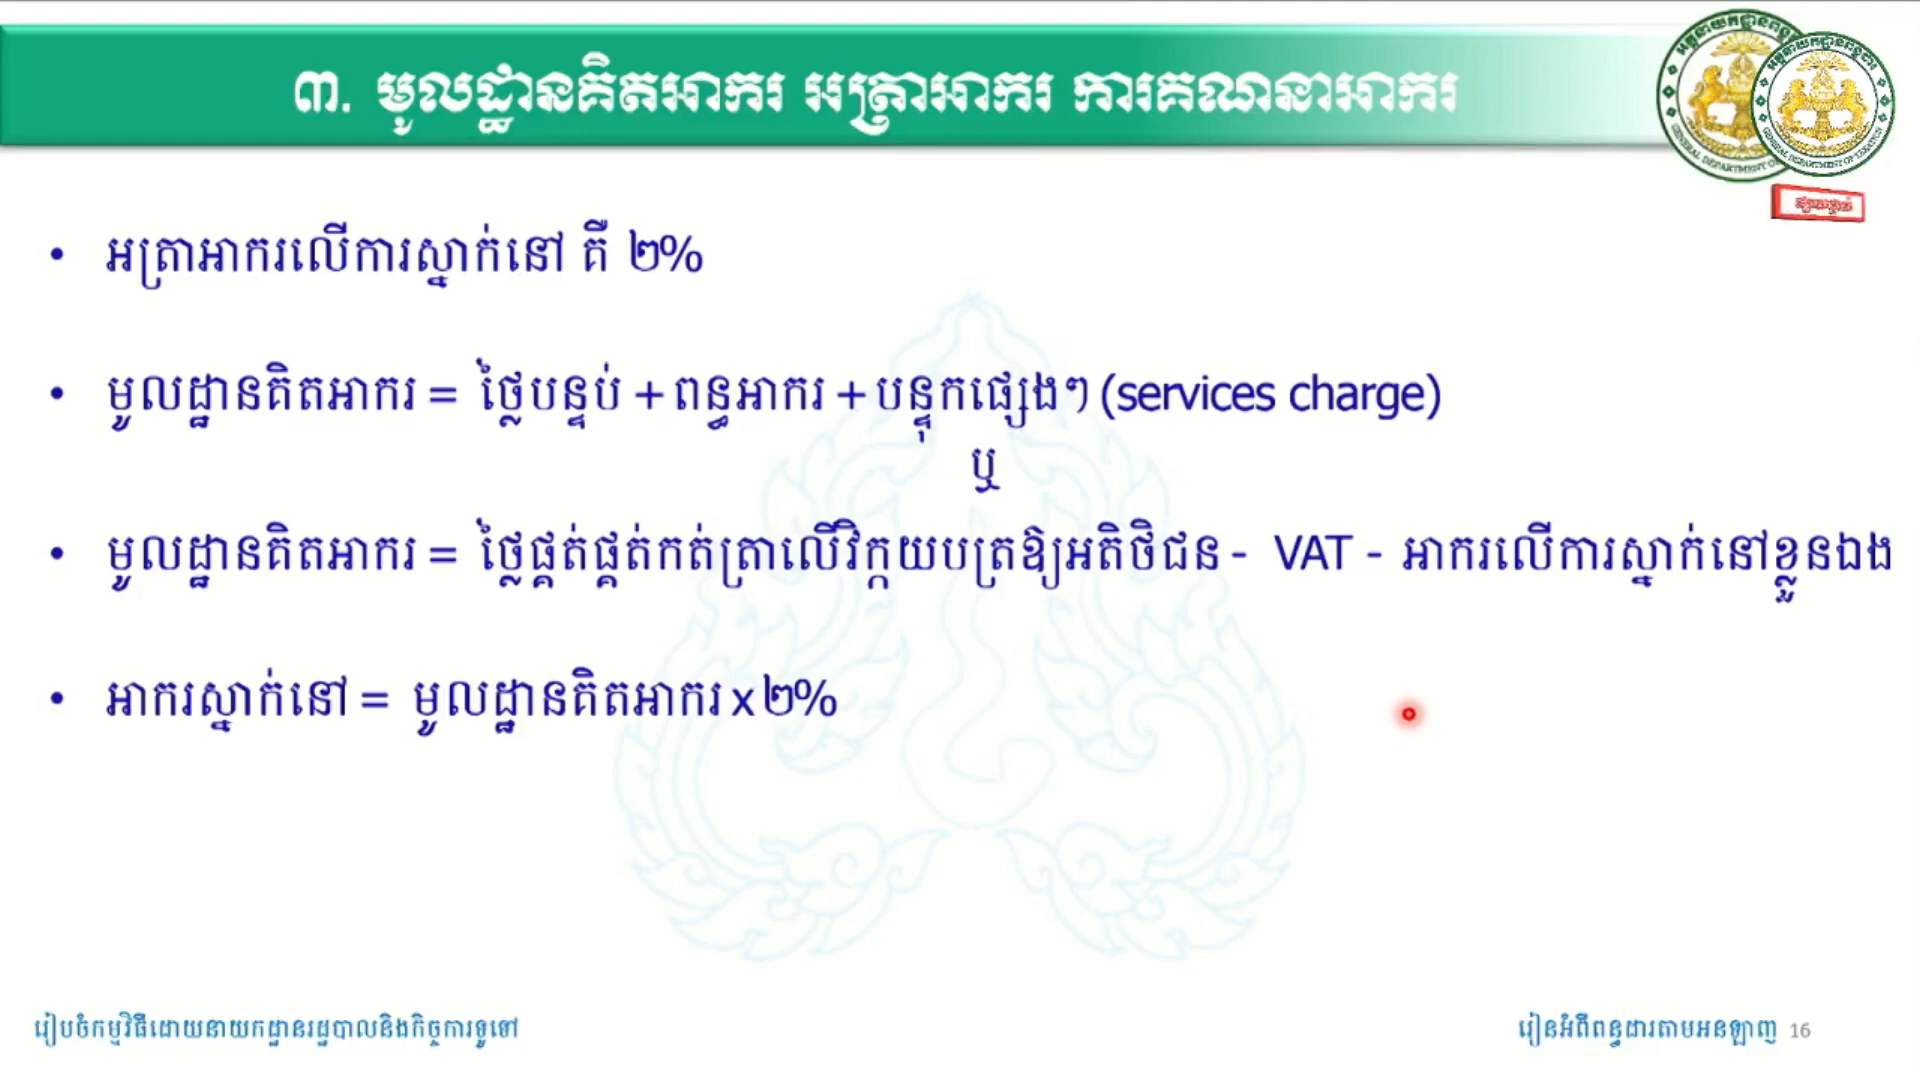 ៣. មូលដ្ឋានគិតអាករ អត្រាអាករ ការគណនាអាករ
• អត្រាអាករលើការស្នាក់នៅ គឺ ២%
• មូលដ្ឋានគិតអាករ = ថ្លៃបន្ទប់ + ពន្ធអាករ + បន្ទុកផ្សេងៗ (services charge)
ឬ
• មូលដ្ឋានគិតអាករ = ថ្លៃផ្គត់ផ្គត់កត់ត្រាលើវិក្កយបត្រឱ្យអតិថិជន - VAT - អាករលើការស្នាក់នៅខ្លួនឯង
• អាករស្នាក់នៅ = មូលដ្ឋានគិតអាករ x ២%
រៀបចំកម្មវិធីដោយនាយកដ្ឋានរដ្ឋបាលនិងកិច្ចការទូទៅ
រៀនអំពីពន្ធដារតាមអនឡាញ 16